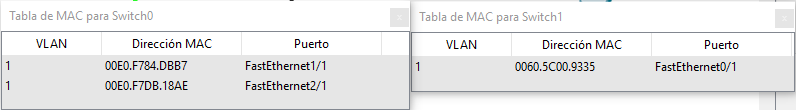 Tabla de MAC para Switch0
VLAN Dirección MAC Puerto
1 00E0.F784.DBB7 FastEthernet1/1
1 00E0.F7DB.18AE FastEthernet2/1
Tabla de MAC para Switch1
VLAN Dirección MAC Puerto
1 0060.5C00.9335 FastEthernet0/1